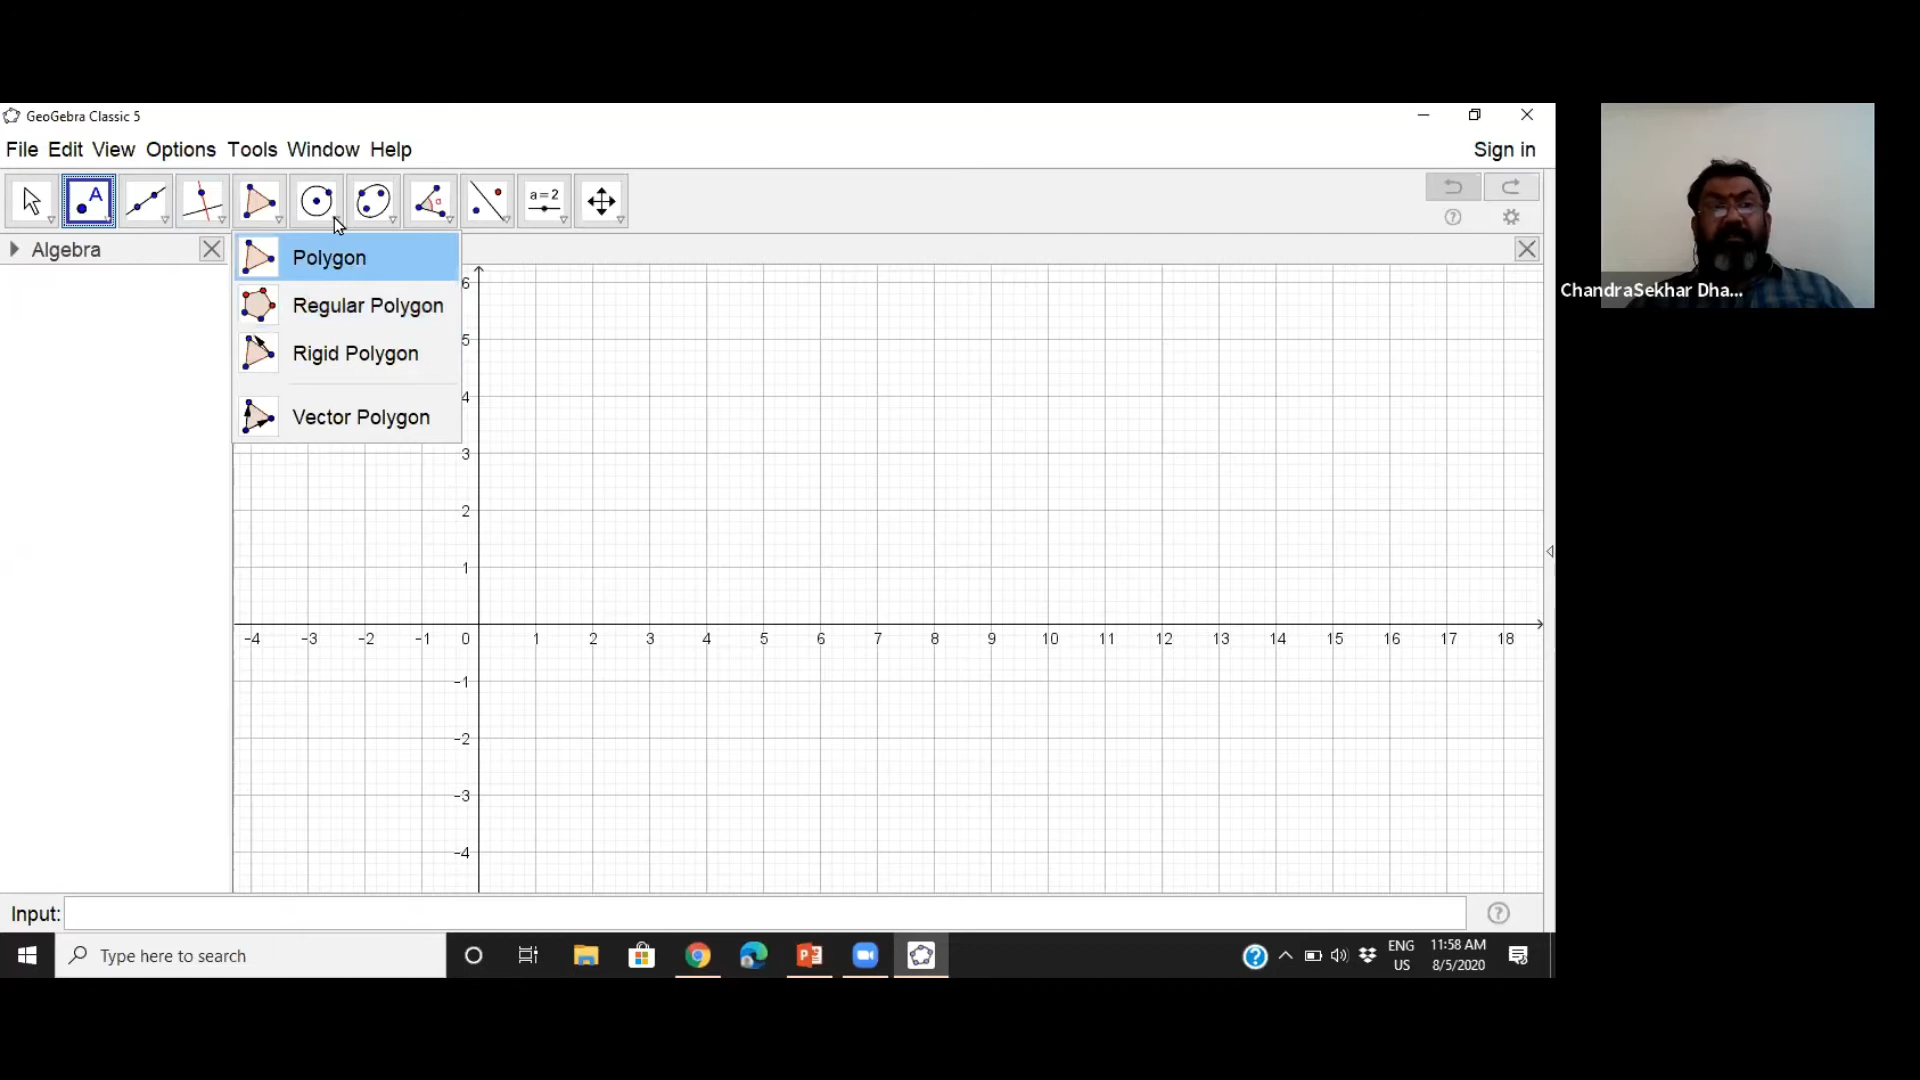 GeoGebra Classic 5
File Edit View Options Tools Window Help
Sign in
A
α
a=2
Algebra
Polygon
Regular Polygon
Rigid Polygon
Vector Polygon
ChandraSekhar Dha...
6
5
4
3
2
1
-4 -3 -2 -1 0 1 2 3 4 5 6 7 8 9 10 11 12 13 14 15 16 17 18
-1
-2
-3
-4
Input:
Type here to search
ENG
US
11:58 AM
8/5/2020